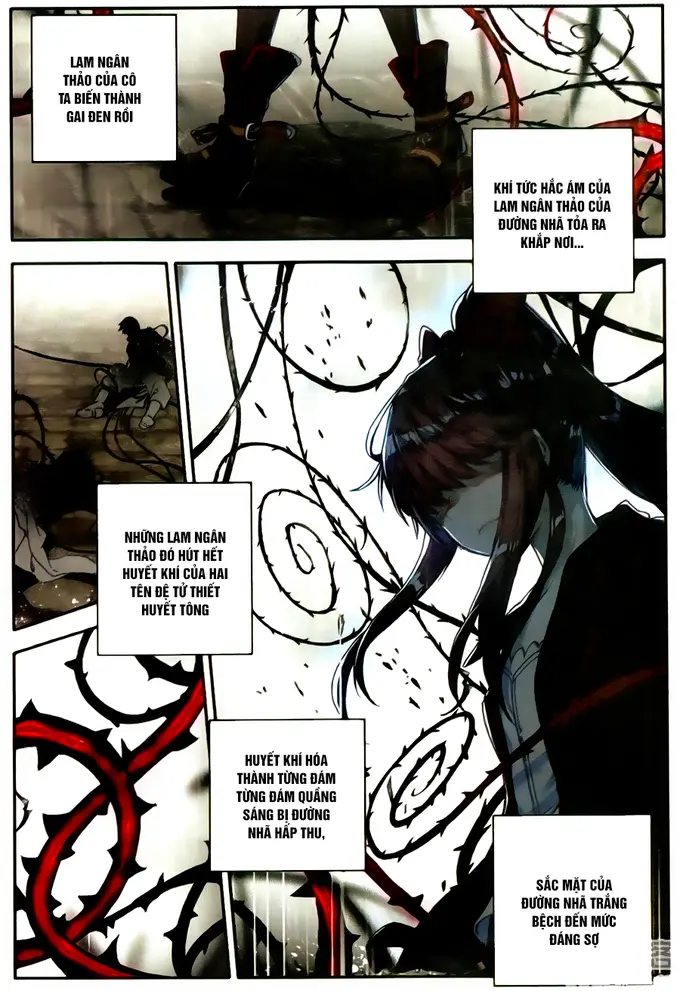 LAM NGÂN
THẢO CỦA CÔ
TA BIẾN THÀNH
GAI ĐEN RỒI
KHÍ TỨC HẮC ÁM CỦA
LAM NGÂN THẢO CỦA
ĐƯỜNG NHÃ TỎA RA
KHẮP NƠI...
NHỮNG LAM NGÂN
THẢO ĐÓ HÚT HẾT
HUYẾT KHÍ CỦA HAI
TÊN ĐỆ TỬ THIẾT
HUYẾT TÔNG
HUYẾT KHÍ HÓA
THÀNH TỪNG ĐÁM
TỪNG ĐÁM QUẦNG
SÁNG BỊ ĐƯỜNG
NHÃ HẤP THU,
SẮC MẶT CỦA
ĐƯỜNG NHÃ TRẮNG
BỆCH ĐẾN MỨC
ĐÁNG SỢ